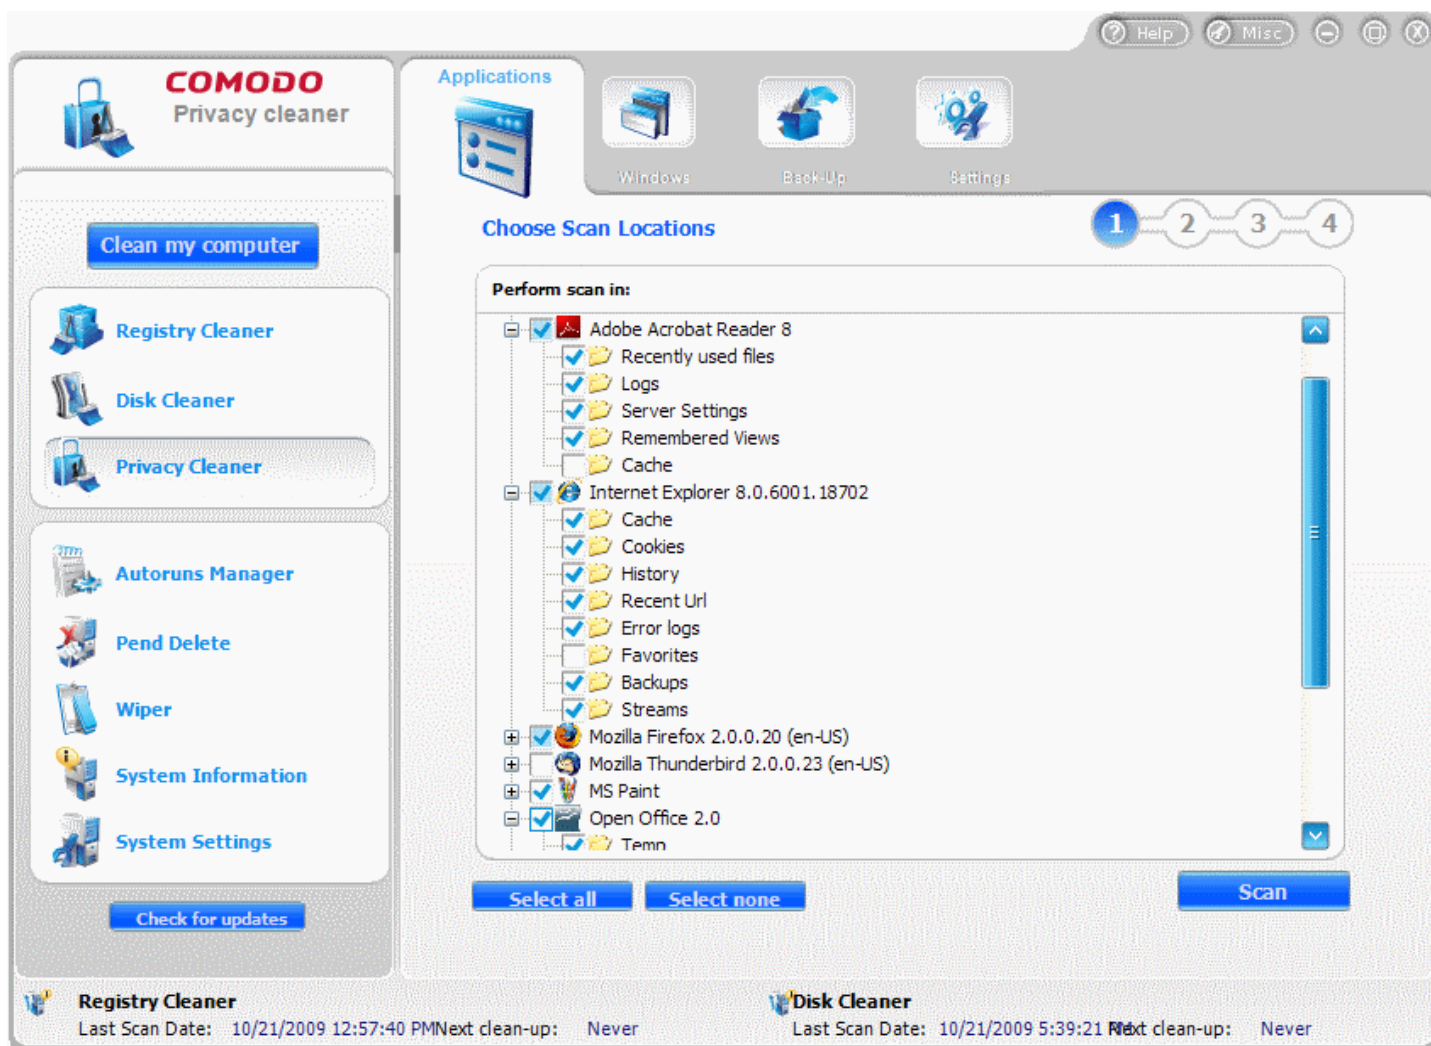 Help
Misc
COMODO
Privacy cleaner
Applications
Windows
Back-Up
Settings
Clean my computer
Registry Cleaner
Disk Cleaner
Privacy Cleaner
Autoruns Manager
Pend Delete
Wiper
System Information
System Settings
Check for updates
Choose Scan Locations
1 2 3 4
Perform scan in:
Adobe Acrobat Reader 8
Recently used files
Logs
Server Settings
Remembered Views
Cache
Internet Explorer 8.0.6001.18702
Cache
Cookies
History
Recent Url
Error logs
Favorites
Backups
Streams
Mozilla Firefox 2.0.0.20 (en-US)
Mozilla Thunderbird 2.0.0.23 (en-US)
MS Paint
Open Office 2.0
Temp
Select all
Select none
Scan
Registry Cleaner
Last Scan Date: 10/21/2009 12:57:40 PM Next clean-up: Never
Disk Cleaner
Last Scan Date: 10/21/2009 5:39:21 clean-up: Never